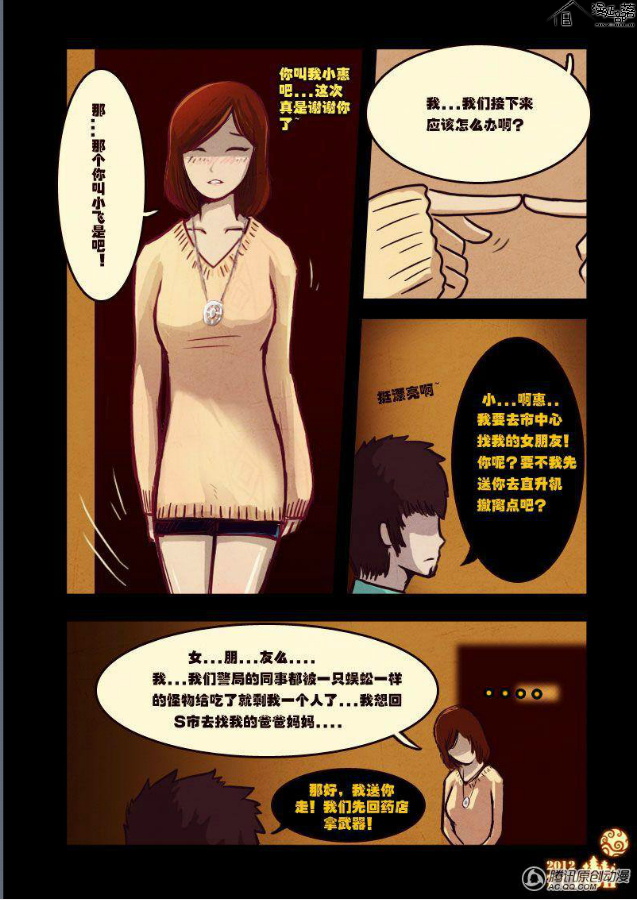 那
...
那个你叫小飞是吧！
你叫我小惠
吧...这次
真是谢谢你
了~
我...我们接下来
应该怎么办啊？
挺漂亮啊~
小...啊惠..
我要去市中心
找我的女朋友！
你呢？要不我先
送你去直升机
撤离点吧？
女...朋...友么....
我...我们警局的同事都被一只蜈蚣一样
的怪物给吃了就剩我一个人了...我想回
S市去找我的爸爸妈妈....
那好，我送你
走！我们先回药店
拿武器！
2012
腾讯原创动漫
AC.QQ.COM